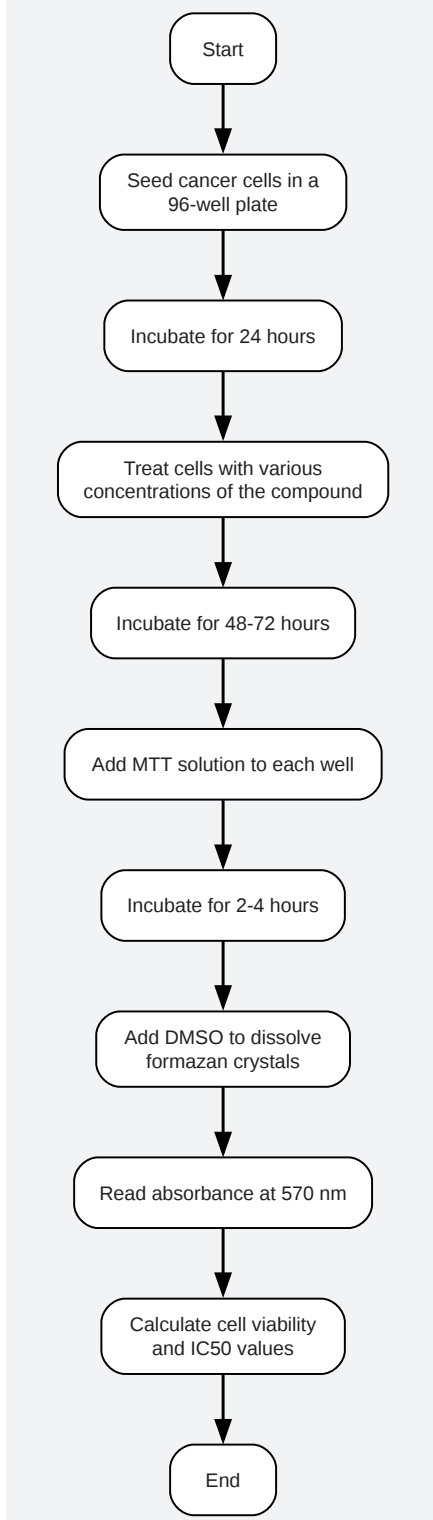 Start
Seed cancer cells in a
96-well plate
Incubate for 24 hours
Treat cells with various
concentrations of the compound
Incubate for 48-72 hours
Add MTT solution to each well
Incubate for 2-4 hours
Add DMSO to dissolve
formazan crystals
Read absorbance at 570 nm
Calculate cell viability
and IC50 values
End